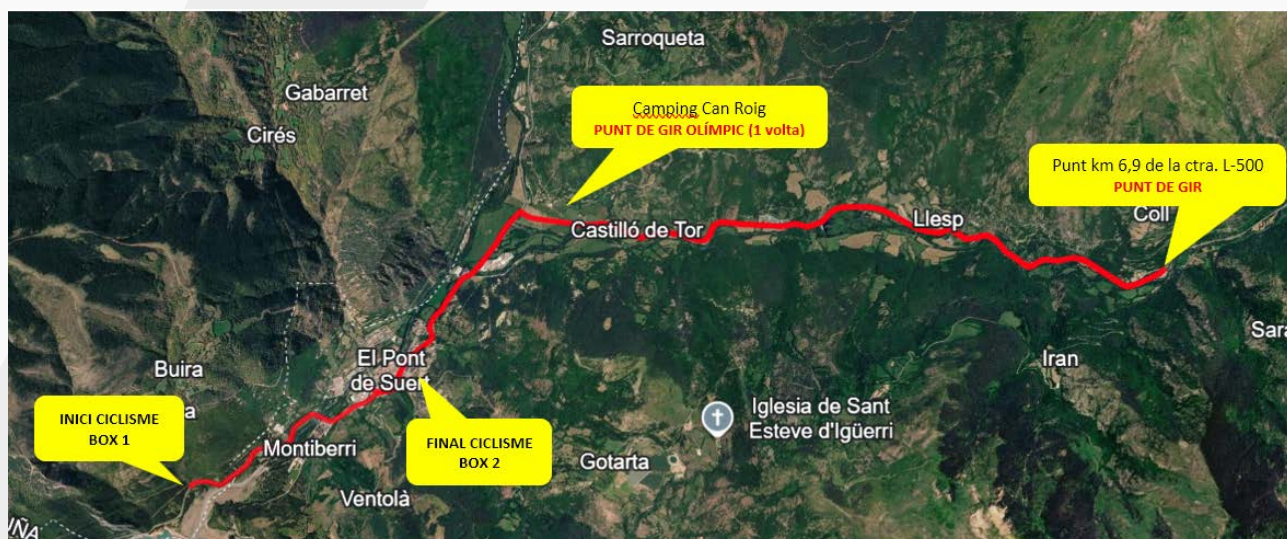 Sarroqueta
Gabarret
Camping Can Roig
PUNT DE GIR OLÍMPIC (1 volta)
Cirés
Punt km 6,9 de la ctra. L-500
PUNT DE GIR
Coll
Llesp
Castilló de Tor
El Pont
de Suert
Buira
Iran
INICI CICLISME
BOX 1
Iglesia de Sant
Esteve d'Igüerri
FINAL CICLISME
BOX 2
Montiberri
Gotarta
Ventolà